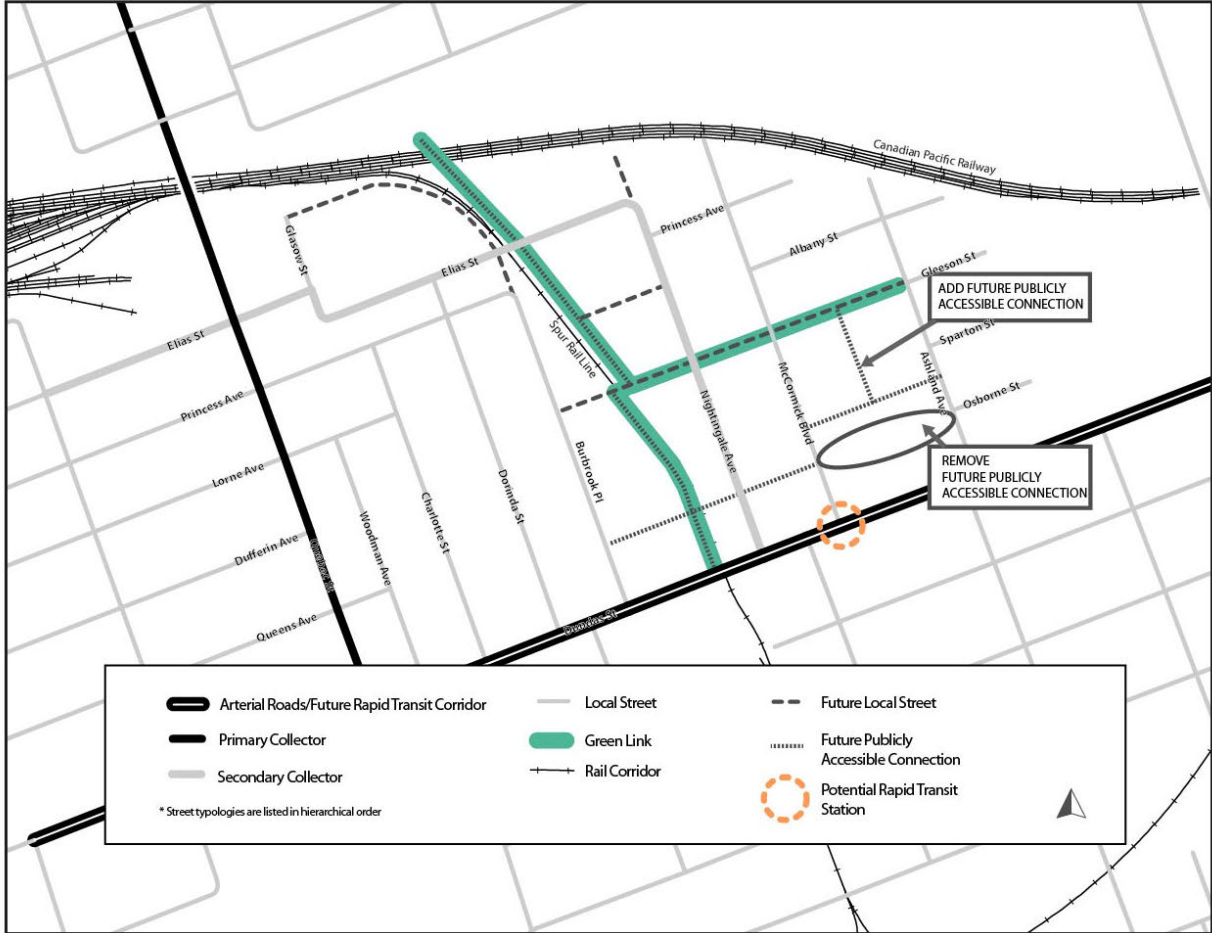 Canadian Pacific Railway
Princess Ave
Albany St
Glasow St
Elias St
Gleeson St
ADD FUTURE PUBLICLY
ACCESSIBLE CONNECTION
Elias St
Spur Rail Line
Sparton St
Ashland Ave
McCormick Blvd
Princess Ave
Nightingale Ave
Osborne St
Lorne Ave
Burbrook Pl
Dorinda St
Charlotte St
REMOVE
FUTURE PUBLICLY
ACCESSIBLE CONNECTION
Woodman Ave
Dufferin Ave
Queens Ave
Dundas St
Arterial Roads/Future Rapid Transit Corridor
Primary Collector
Secondary Collector
* Street typologies are listed in hierarchical order
Local Street
Green Link
Rail Corridor
Future Local Street
Future Publicly
Accessible Connection
Potential Rapid Transit
Station